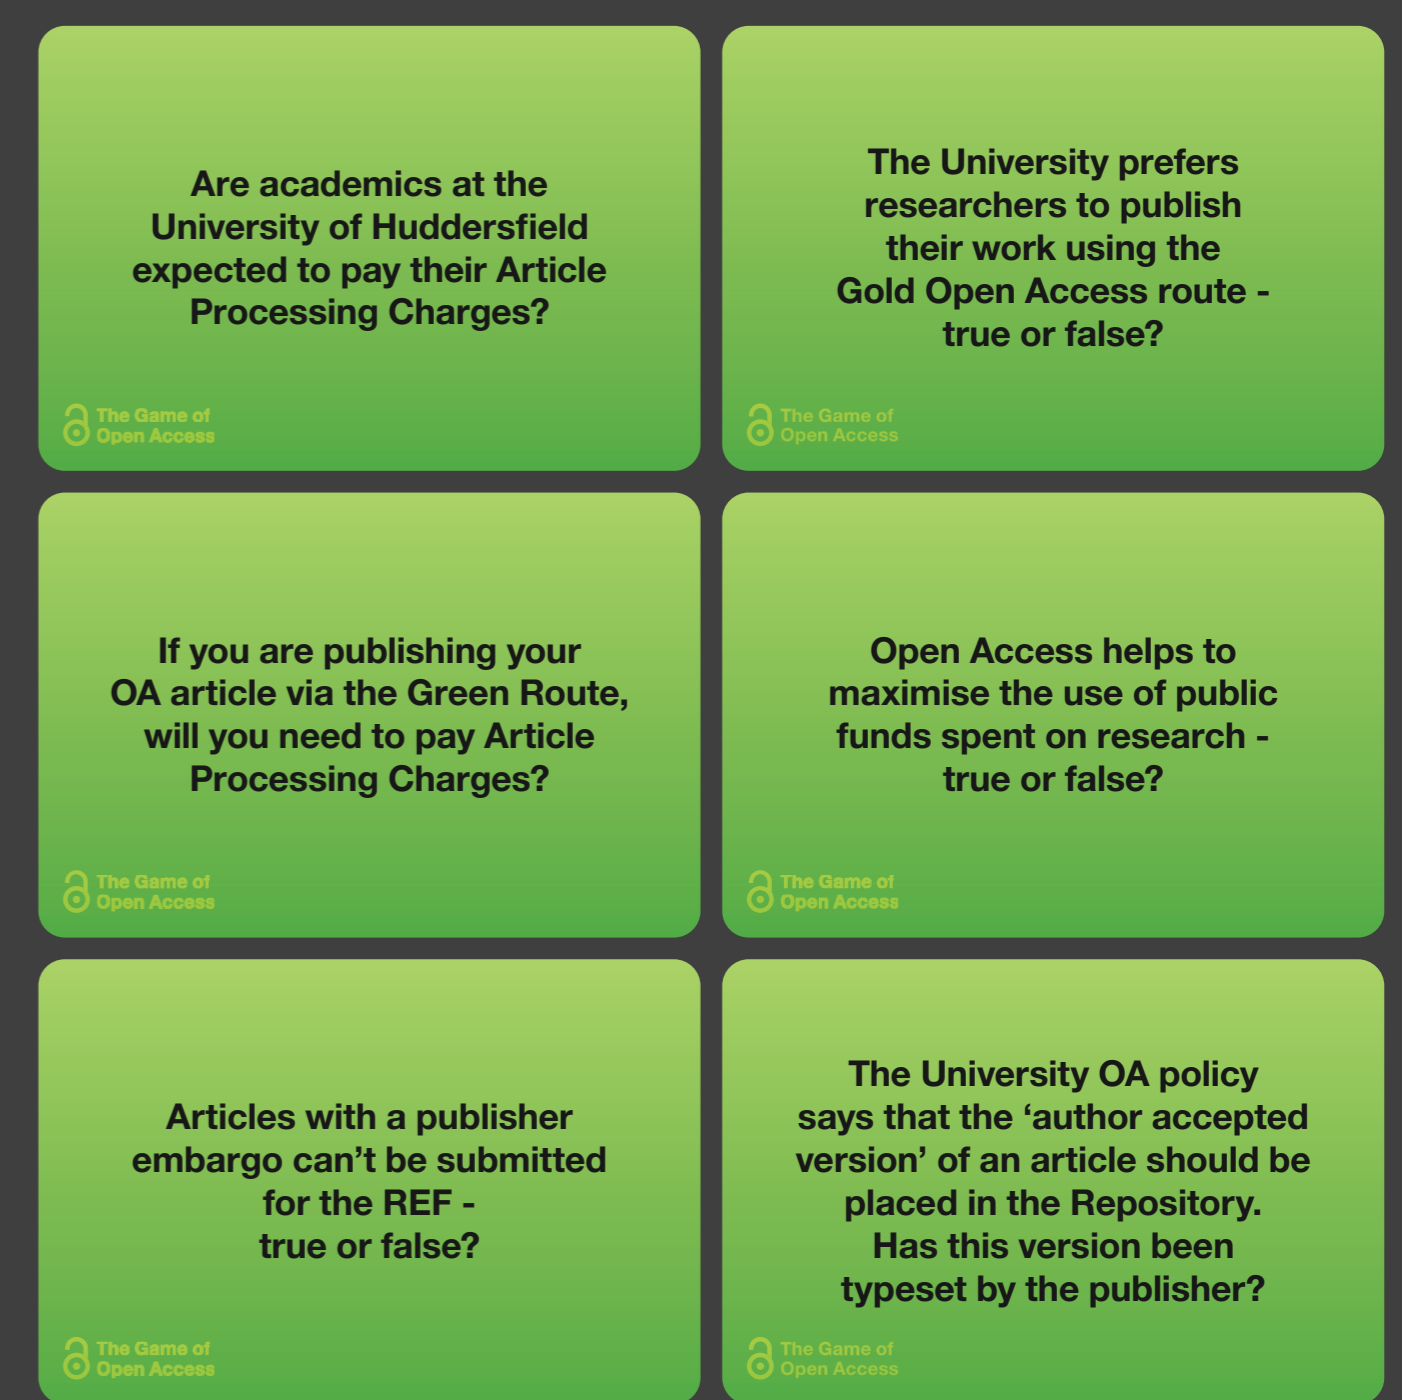 Are academics at the
University of Huddersfield
expected to pay their Article
Processing Charges?
The Game of
Open Access
The University prefers
researchers to publish
their work using the
Gold Open Access route -
true or false?
The Game of
Open Access
If you are publishing your
OA article via the Green Route,
will you need to pay Article
Processing Charges?
The Game of
Open Access
Open Access helps to
maximise the use of public
funds spent on research -
true or false?
The Game of
Open Access
Articles with a publisher
embargo can’t be submitted
for the REF -
true or false?
The Game of
Open Access
The University OA policy
says that the ‘author accepted
version’ of an article should be
placed in the Repository.
Has this version been
typeset by the publisher?
The Game of
Open Access